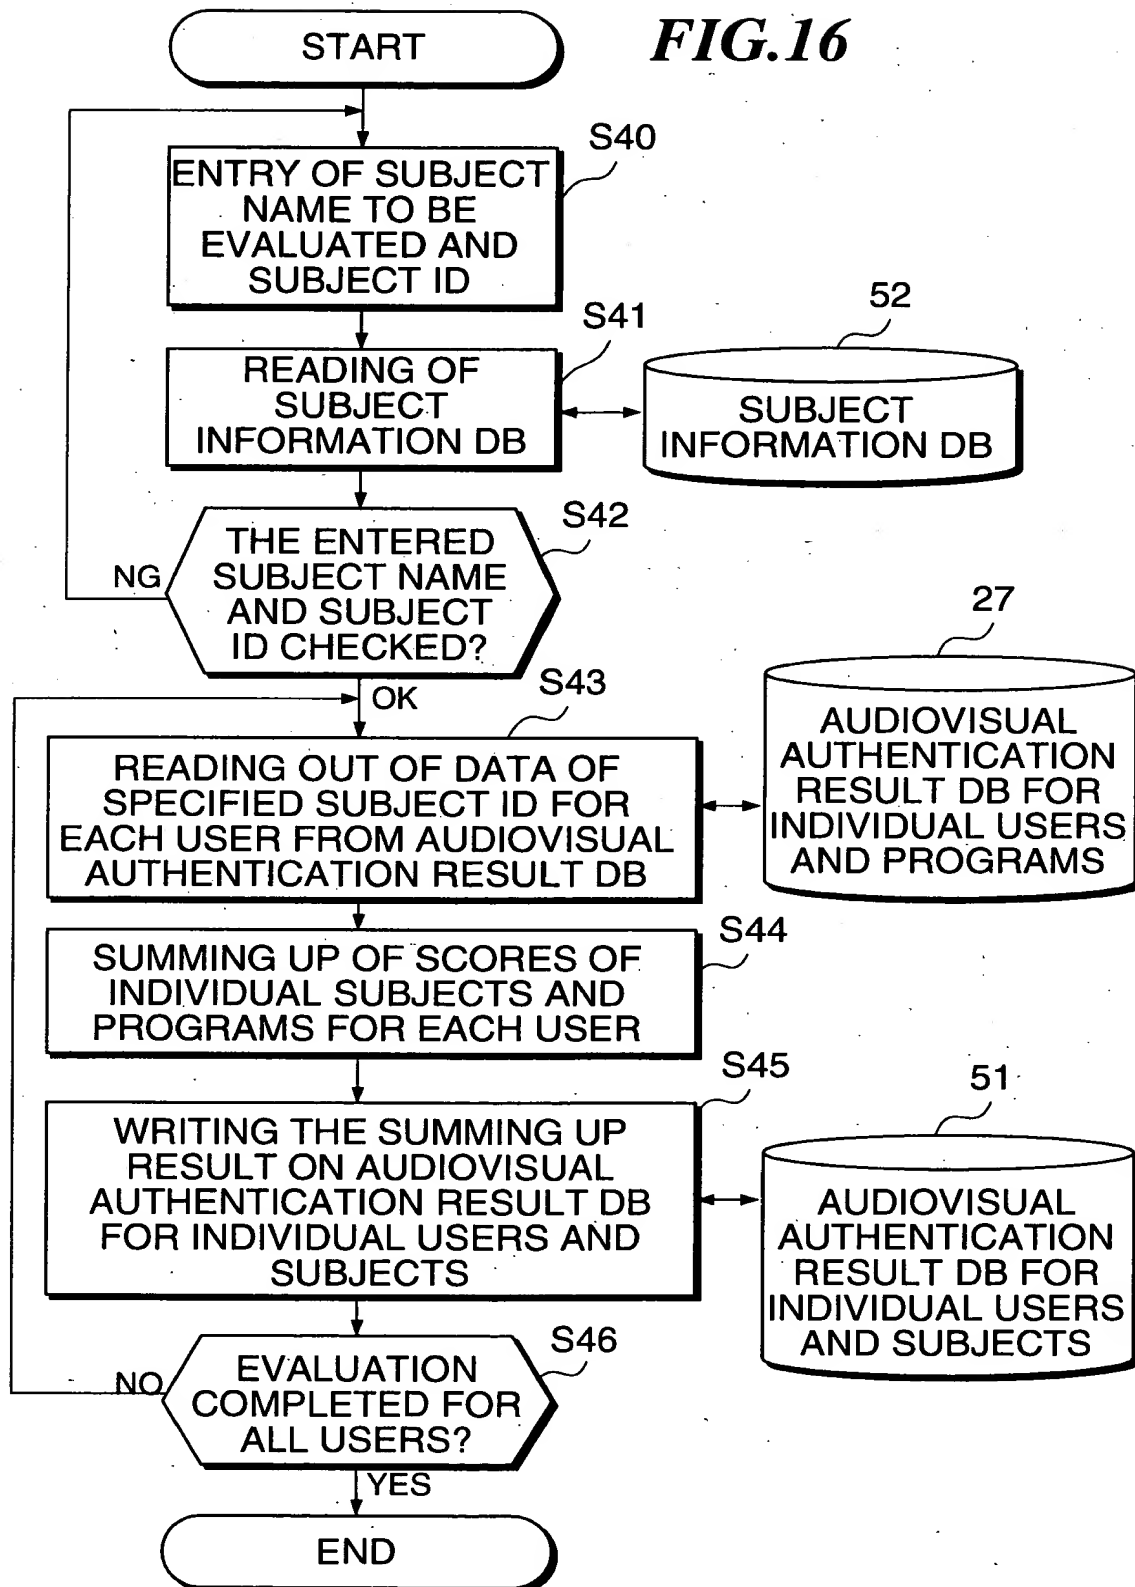 FIG.16
START
S40
ENTRY OF SUBJECT
NAME TO BE
EVALUATED AND
SUBJECT ID
S41
READING OF
SUBJECT
INFORMATION DB
52
SUBJECT
INFORMATION DB
S42
THE ENTERED
SUBJECT NAME
AND SUBJECT
ID CHECKED?
NG
OK
S43
READING OUT OF DATA OF
SPECIFIED SUBJECT ID FOR
EACH USER FROM AUDIOVISUAL
AUTHENTICATION RESULT DB
27
AUDIOVISUAL
AUTHENTICATION
RESULT DB FOR
INDIVIDUAL USERS
AND PROGRAMS
S44
SUMMING UP OF SCORES OF
INDIVIDUAL SUBJECTS AND
PROGRAMS FOR EACH USER
S45
WRITING THE SUMMING UP
RESULT ON AUDIOVISUAL
AUTHENTICATION RESULT DB
FOR INDIVIDUAL USERS AND
SUBJECTS
51
AUDIOVISUAL
AUTHENTICATION
RESULT DB FOR
INDIVIDUAL USERS
AND SUBJECTS
S46
EVALUATION
COMPLETED FOR
ALL USERS?
NO
YES
END